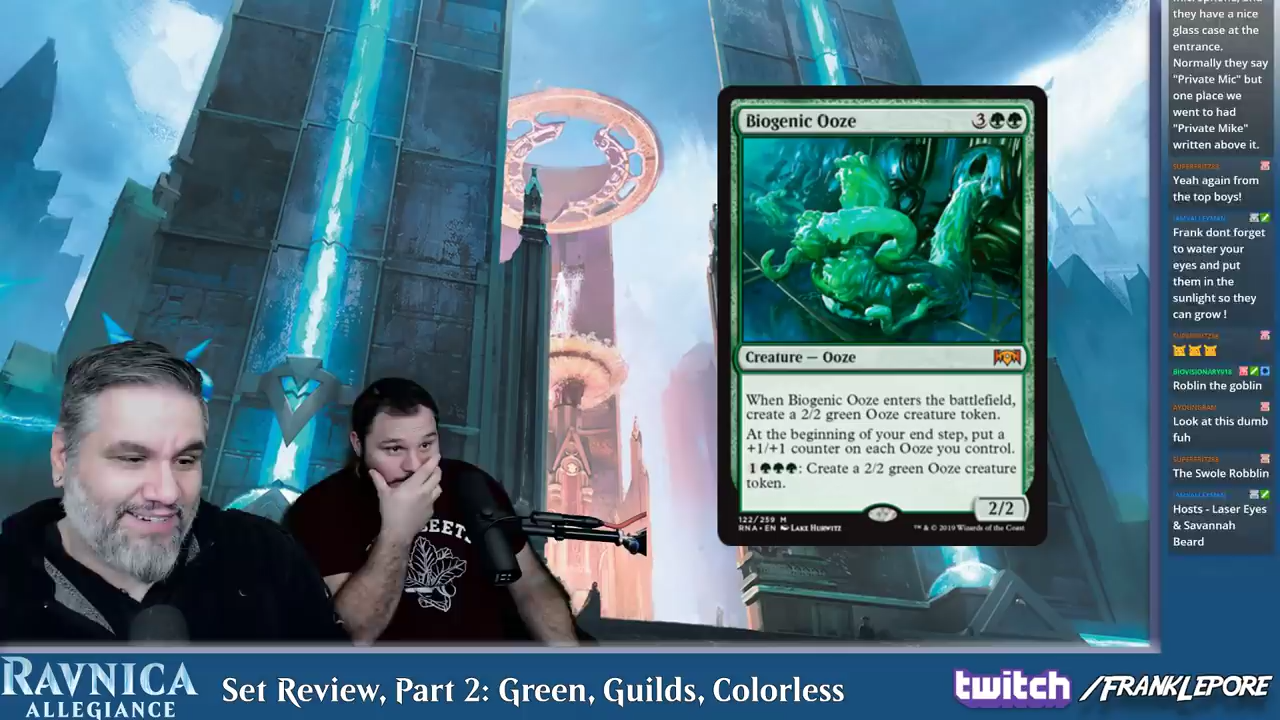 microphone, and
they have a nice
glass case at the
entrance.
Normally they say
"Private Mic" but
one place we
went to had
"Private Mike"
written above it.
SUPERFRITZEE
Yeah again from
the top boys!
Frank dont forget
to water your
eyes and put
them in the
sunlight so they
can grow !
BIOVISIONARYV10
Roblin the goblin
Look at this dumb
fuh
The Swole Robblin
Hosts - Laser Eyes
& Savannah
Beard
Biogenic Ooze 3
Creature — Ooze
When Biogenic Ooze enters the battlefield,
create a 2/2 green Ooze creature token.
At the beginning of your end step, put a
+1/+1 counter on each Ooze you control.
1 : Create a 2/2 green Ooze creature
token.
2/2
122/259 M
RNA • EN LAKE HURWITZ
™ & © 2019 Wizards of the Coast
BEETS
RAVNICA
ALLEGIANCE
Set Review, Part 2: Green, Guilds, Colorless
twitch /FRANKLEPORE